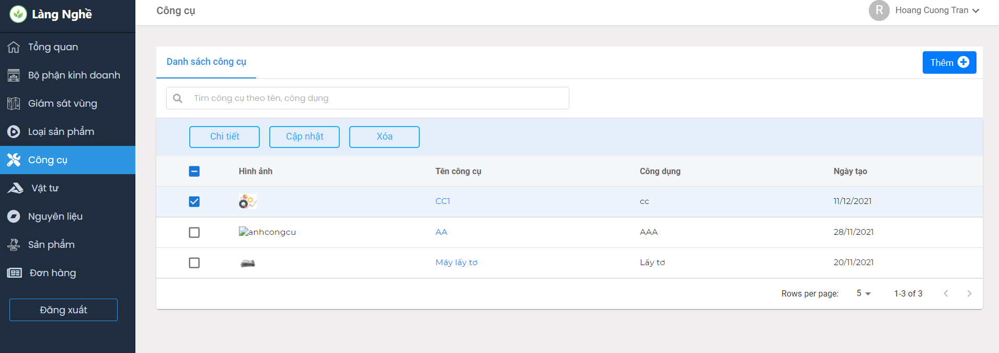 Làng Nghề
Công cụ
R
Hoang Cuong Tran
Tổng quan
Bộ phận kinh doanh
Giám sát vùng
Loại sản phẩm
Công cụ
Vật tư
Nguyên liệu
Sản phẩm
Đơn hàng
Đăng xuất
Danh sách công cụ
Thêm
Tìm công cụ theo tên, công dụng
Chi tiết Cập nhật Xóa
Hình ảnh Tên công cụ Công dụng Ngày tạo
CC1 cc 11/12/2021
anhcongcu AA AAA 28/11/2021
Máy lấy tơ Lấy tơ 20/11/2021
Rows per page: 5 1-3 of 3